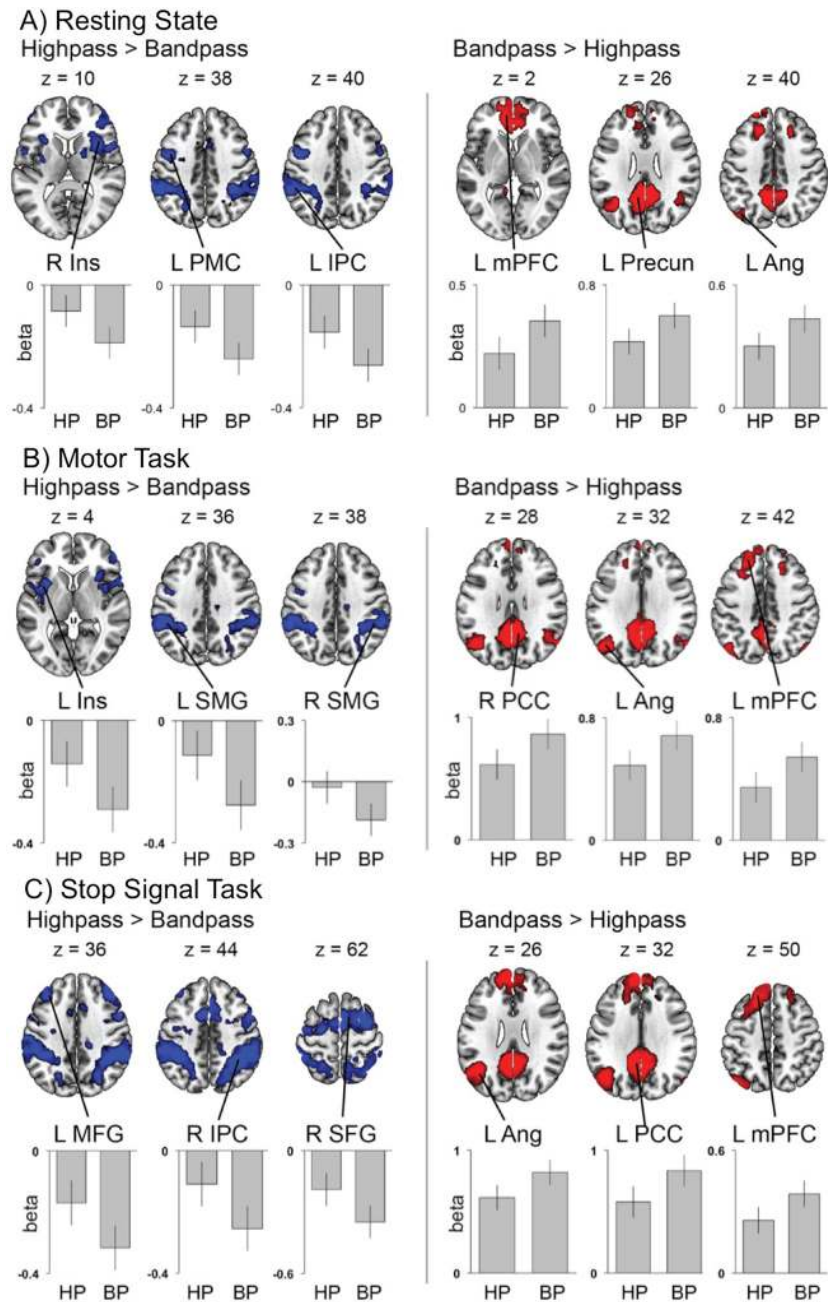 A) Resting State
Highpass > Bandpass
Bandpass > Highpass
z = 10
z = 38
z = 40
z = 2
z = 26
z = 40
R Ins
L PMC
L IPC
L mPFC
L Precun
L Ang
0
-0.4
beta
HP BP
0
-0.4
HP BP
0
-0.4
HP BP
0.5
0
beta
HP BP
0.8
0
HP BP
0.6
0
HP BP
B) Motor Task
Highpass > Bandpass
Bandpass > Highpass
z = 4
z = 36
z = 38
z = 28
z = 32
z = 42
L Ins
L SMG
R SMG
R PCC
L Ang
L mPFC
0
-0.4
beta
HP BP
0
-0.4
HP BP
0.3
0
-0.3
HP BP
1
0
beta
HP BP
0.8
0
HP BP
0.8
0
HP BP
C) Stop Signal Task
Highpass > Bandpass
Bandpass > Highpass
z = 36
z = 44
z = 62
z = 26
z = 32
z = 50
L MFG
R IPC
R SFG
L Ang
L PCC
L mPFC
0
-0.4
beta
HP BP
0
-0.4
HP BP
0
-0.6
HP BP
1
0
beta
HP BP
1
0
HP BP
0.6
0
HP BP